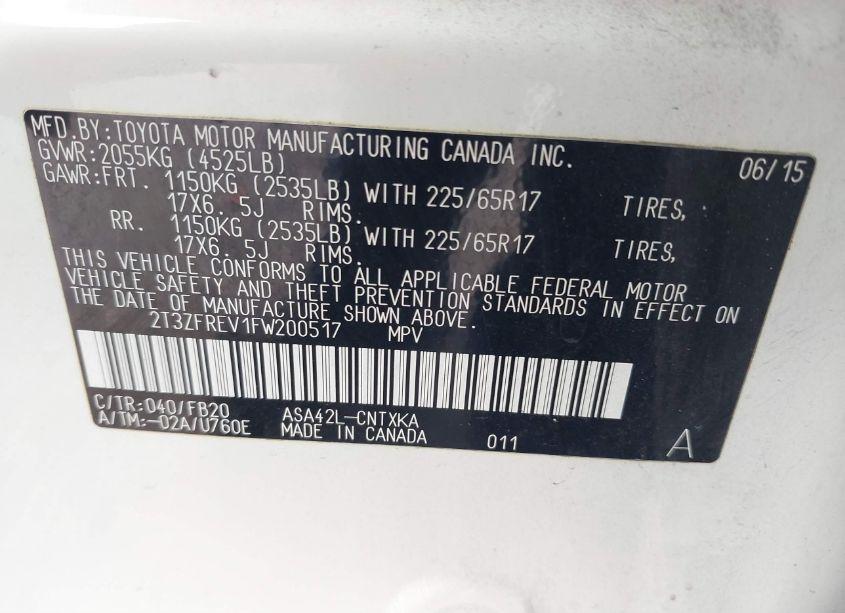 MFD.BY:TOYOTA MOTOR MANUFACTURING CANADA INC. 06/15
GVWR:2055KG (4525LB)
GAWR:FRT. 1150KG (2535LB) WITH 225/65R17 TIRES,
17X6. 5J RIMS.
RR. 1150KG (2535LB) WITH 225/65R17 TIRES,
17X6. 5J RIMS.
THIS VEHICLE CONFORMS TO ALL APPLICABLE FEDERAL MOTOR
VEHICLE SAFETY AND THEFT PREVENTION STANDARDS IN EFFECT ON
THE DATE OF MANUFACTURE SHOWN ABOVE.
2T3ZFREV1FW200517 MPV
C/TR:040/FB20 ASA42L-CNTXKA
A/TM:-02A/U760E MADE IN CANADA 011 A